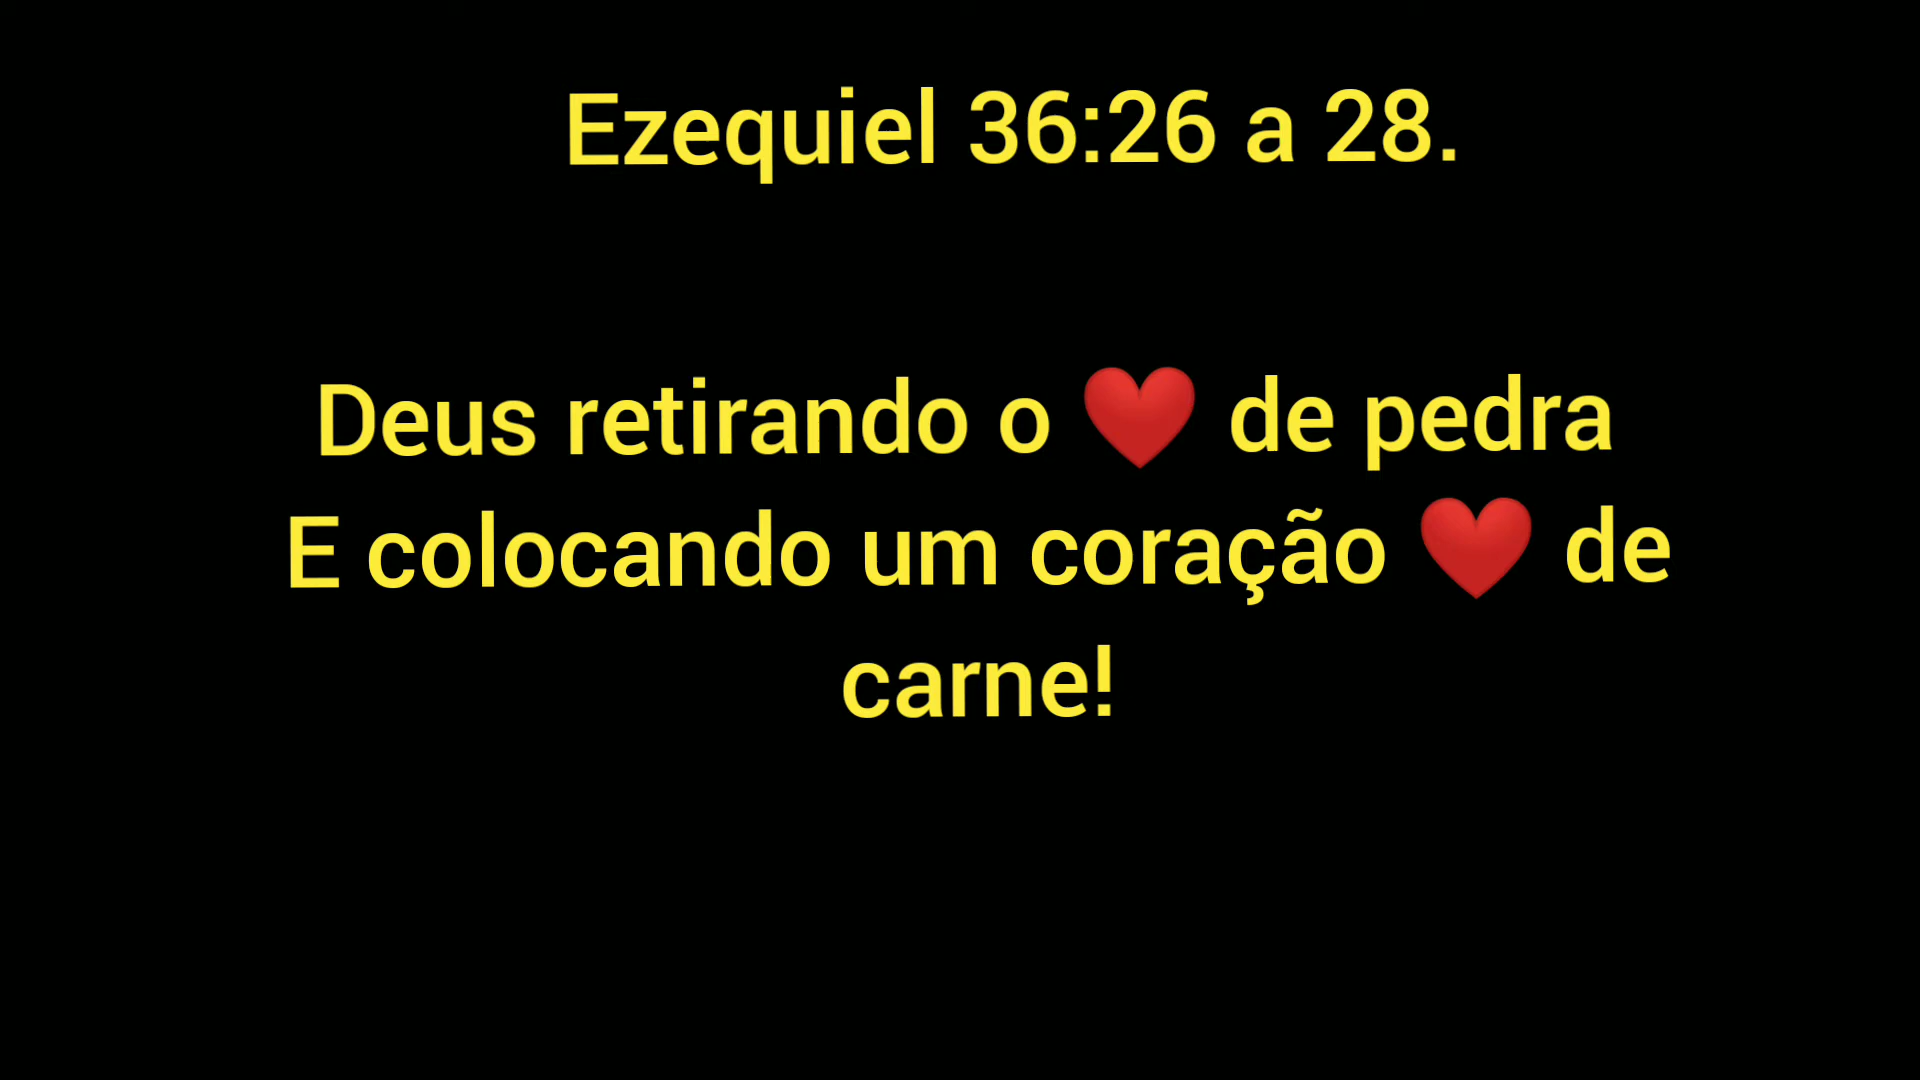 Ezequiel 36:26 a 28.
Deus retirando o ❤️ de pedra
E colocando um coração ❤️ de
carne!